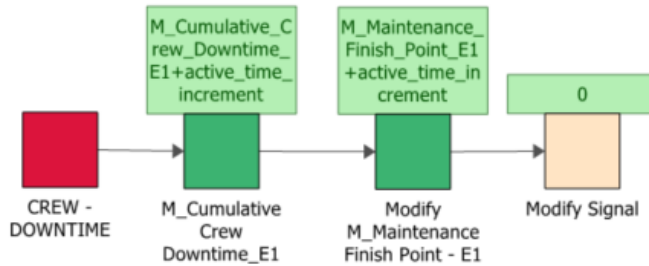 M_Cumulative_C
rew_Downtime_
E1+active_time_
increment
M_Maintenance_
Finish_Point_E1
+active_time_in
crement
0
CREW -
DOWNTIME
M_Cumulative
Crew
Downtime_E1
Modify
M_Maintenance
Finish Point - E1
Modify Signal